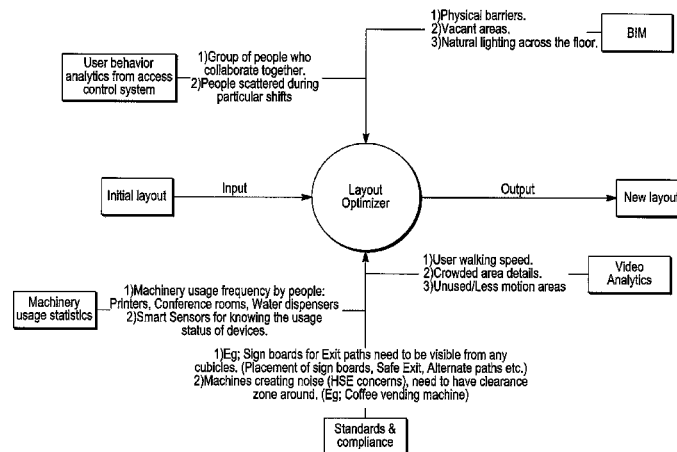 1)Physical barriers.
2)Vacant areas.
3)Natural lighting across the floor.
BIM
User behavior
analytics from access
control system
1)Group of people who
collaborate together.
2)People scattered during
particular shifts
Initial layout
Input
Layout
Optimizer
Output
New layout
1)User walking speed.
2)Crowded area details.
3)Unused/Less motion areas
Video
Analytics
Machinery
usage statistics
1)Machinery usage frequency by people:
Printers, Conference rooms, Water dispensers
2)Smart Sensors for knowing the usage
status of devices.
1)Eg; Sign boards for Exit paths need to be visible from any
cubicles. (Placement of sign boards, Safe Exit, Alternate paths etc.)
2)Machines creating noise (HSE concerns), need to have clearance
zone around, (Eg; Coffee vending machine)
Standards &
compliance